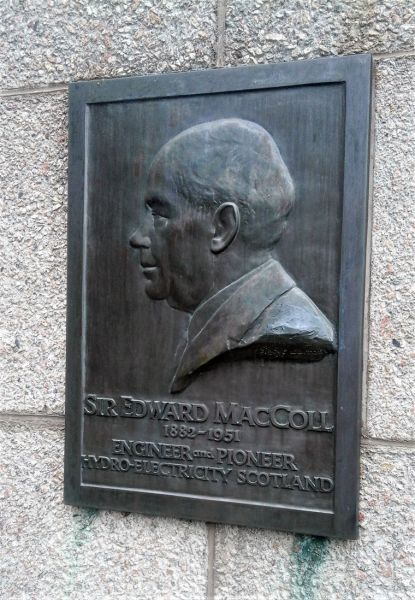 SIR EDWARD MACCOLL
1882–1951
ENGINEER and PIONEER
HYDRO-ELECTRICITY SCOTLAND